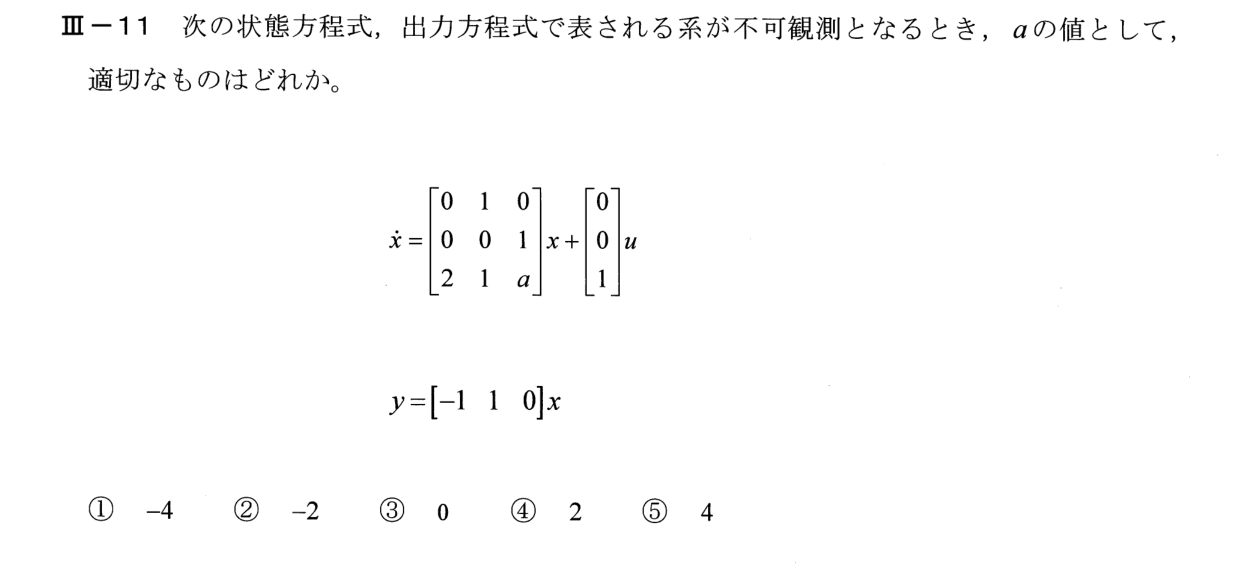 Ⅲ－11　次の状態方程式，出力方程式で表される系が不可観測となるとき，aの値として，
適切なものはどれか。
ẋ = [0 1 0; 0 0 1; 2 1 a] x + [0; 0; 1] u
y = [−1 1 0] x
① −4　② −2　③ 0　④ 2　⑤ 4